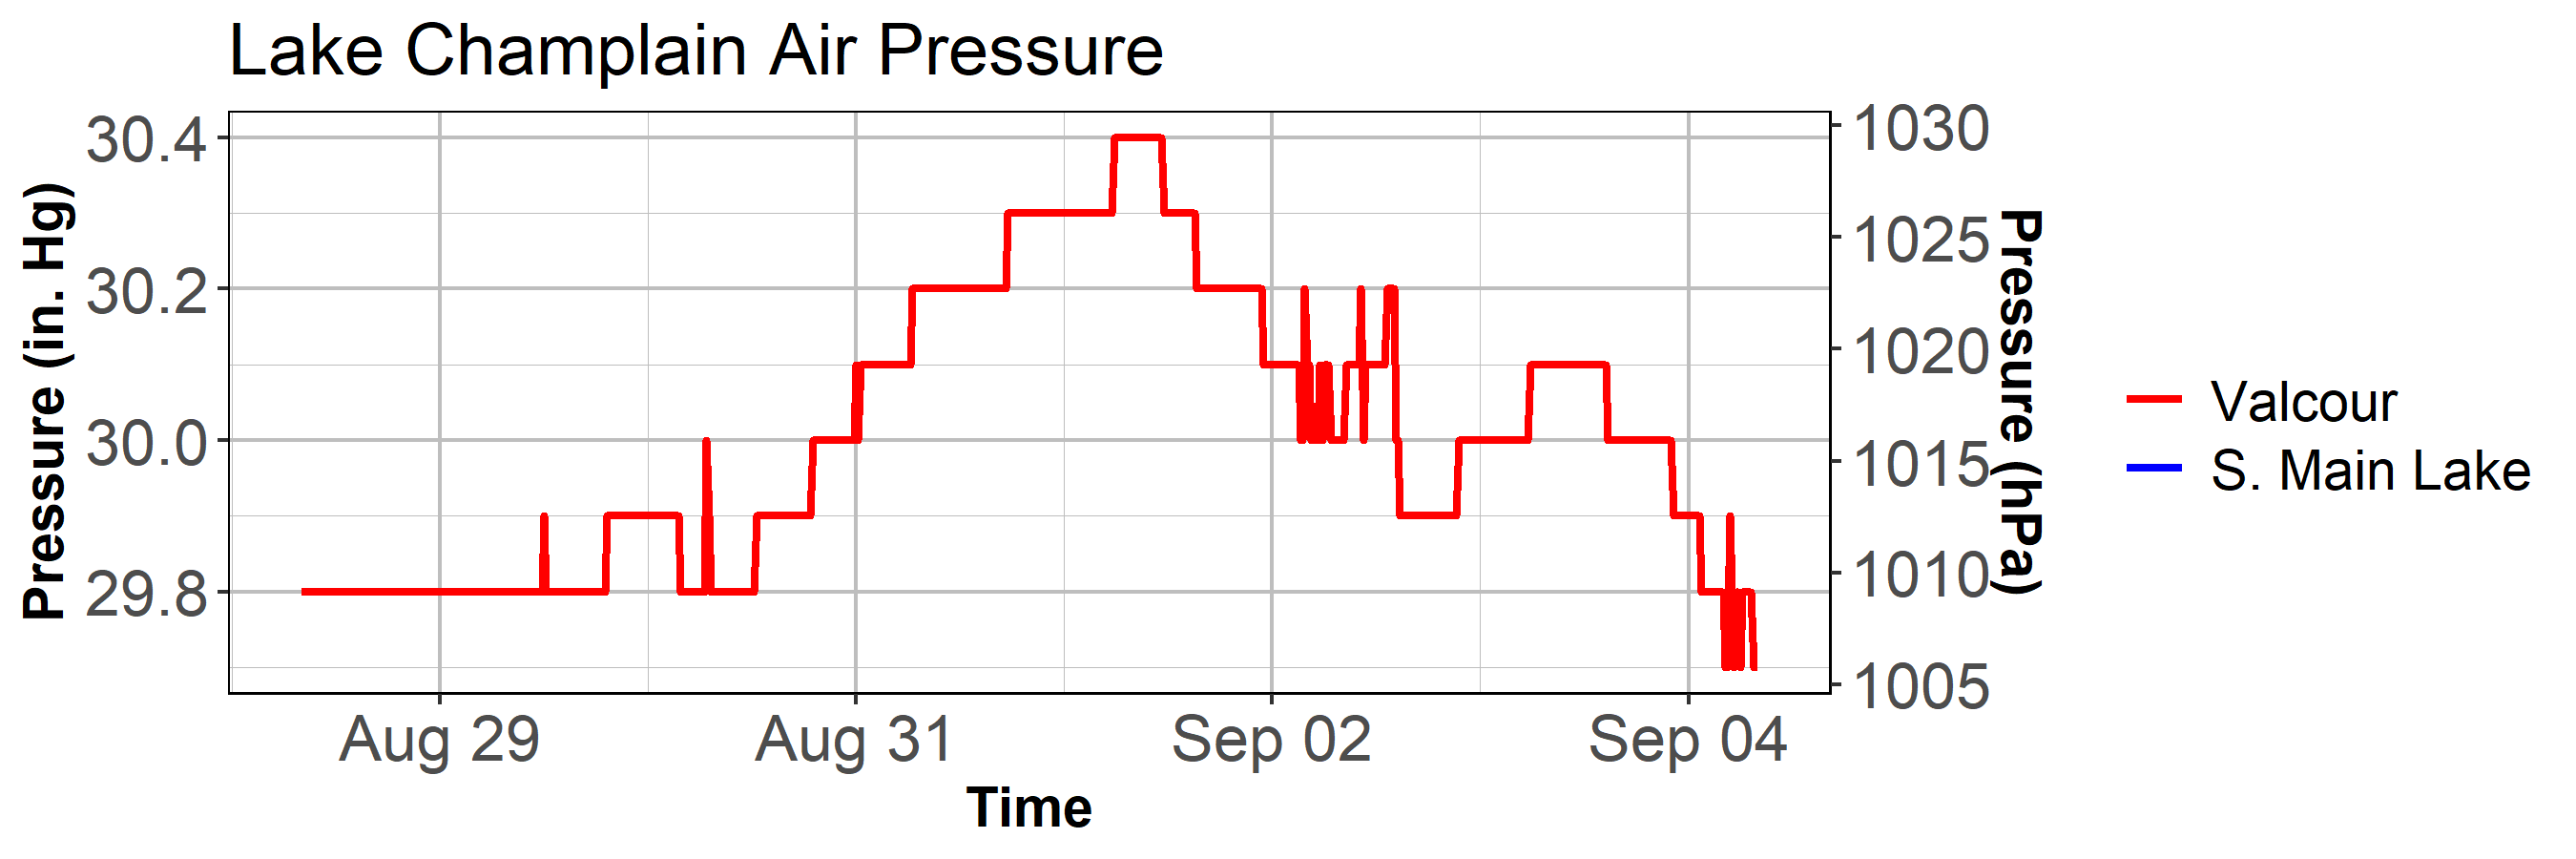 Lake Champlain Air Pressure
Pressure (in. Hg)
30.4
30.2
30.0
29.8
1030
1025
1020
1015
1010
1005
Pressure (hPa)
Aug 29
Aug 31
Sep 02
Sep 04
Time
Valcour
S. Main Lake